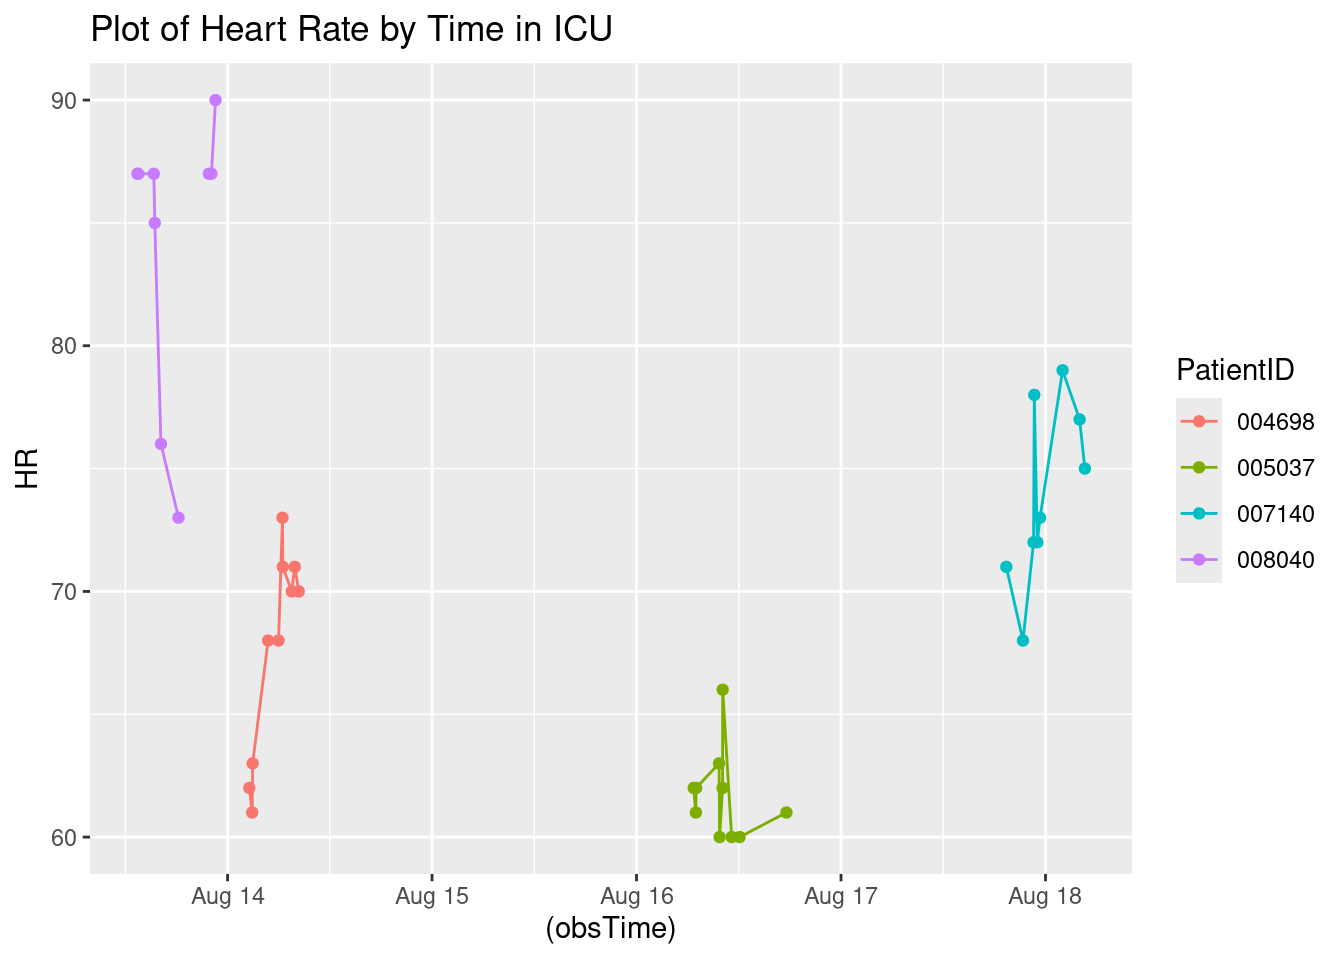 Plot of Heart Rate by Time in ICU
90
80
70
60
HR
Aug 14
Aug 15
Aug 16
Aug 17
Aug 18
(obsTime)
PatientID
004698
005037
007140
008040